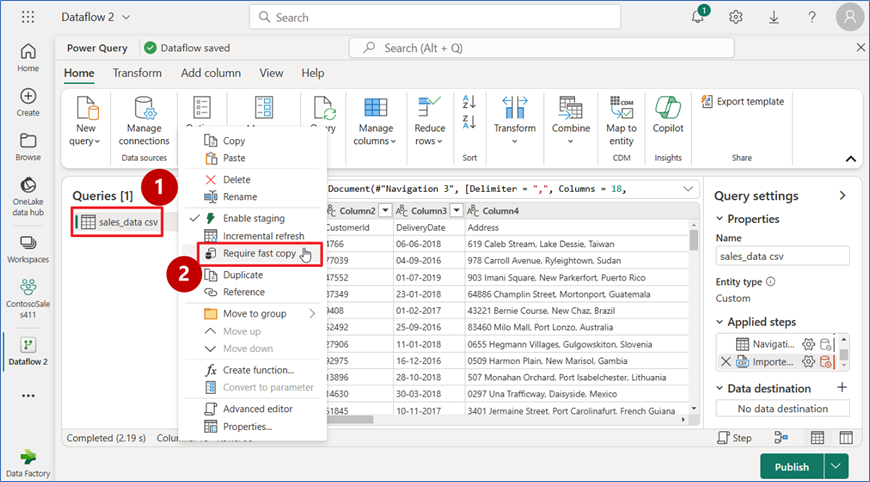 Dataflow 2
Search
1
Power Query
Dataflow saved
Search (Alt + Q)
Home
Transform
Add column
View
Help
New query
Manage connections
Data sources
Manage columns
Reduce rows
Sort
Transform
Combine
Map to entity
CDM
CDM
Copilot
Insights
Export template
Share
Home
Create
Browse
OneLake data hub
Workspaces
ContosoSales411
Dataflow 2
Data Factory
Queries [1]
sales_data csv
1
2
Copy
Paste
Delete
Rename
Enable staging
Incremental refresh
Require fast copy
Duplicate
Reference
Move to group
Move up
Move down
Create function...
Convert to parameter
Advanced editor
Properties...
Document(#"Navigation 3", [Delimiter = ",", Columns = 18,
Column2 Column3 Column4
CustomerId DeliveryDate Address
4766 06-06-2018 619 Caleb Stream, Lake Dessie, Taiwan
77039 04-09-2016 978 Carroll Avenue, Ryleightown, Sudan
47552 01-07-2019 903 Imani Square, New Parkerfort, Puerto Rico
37349 23-01-2018 64886 Champlin Street, Mortonport, Guatemala
9408 01-02-2017 43221 Bernie Course, New Chaz, Brazil
52492 25-09-2016 83460 Milo Mall, Port Lonzo, Australia
27906 11-01-2018 0655 Hegmann Villages, Gulgowskiton, Slovenia
92975 16-12-2016 0509 Harmon Plain, New Marisol, Gambia
13896 28-10-2018 507 Monahan Orchard, Port Isabelchester, Lithuania
14630 30-03-2018 0297 Una Trafficway, Daisyside, Mexico
51845 10-11-2017 3401 Jermaine Street, Port Carolinafurt, French Guiana
Query settings
Properties
Name
sales_data csv
Entity type
Custom
Applied steps
Navigati...
Importe...
Data destination
No data destination
Completed (2.19 s)
Step
Publish